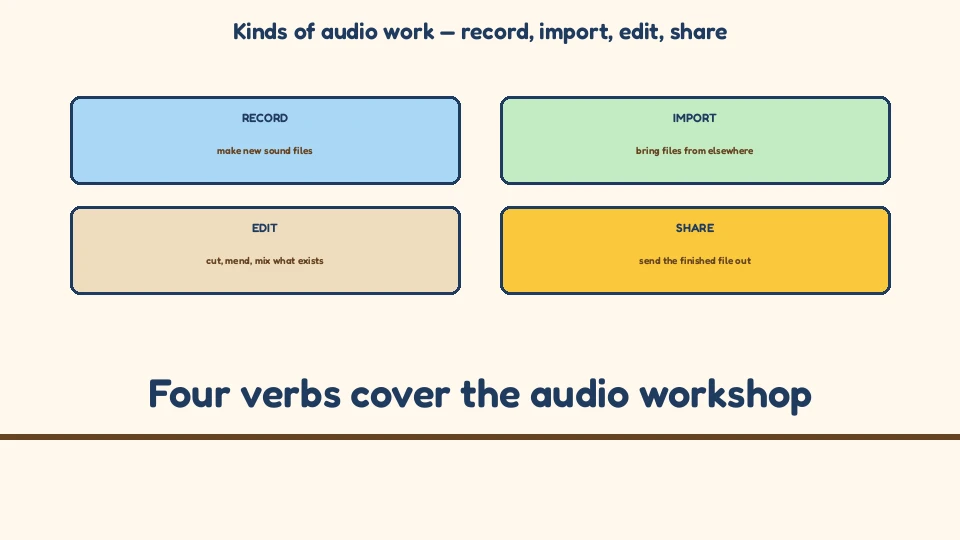 Kinds of audio work — record, import, edit, share
RECORD
make new sound files
IMPORT
bring files from elsewhere
EDIT
cut, mend, mix what exists
SHARE
send the finished file out
Four verbs cover the audio workshop